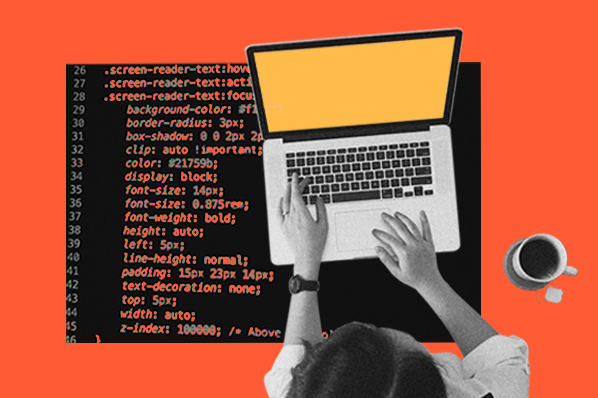 26 .screen-reader-text:hove
27 .screen-reader-text:acti
28 .screen-reader-text:focu
29 background-color: #f1
30 border-radius: 3px;
31 box-shadow: 0 0 2px 2p
32 clip: auto !important;
33 color: #21759b;
34 display: block;
35 font-size: 14px;
36 font-size: 0.875rem;
37 font-weight: bold;
38 height: auto;
39 left: 5px;
40 line-height: normal;
41 padding: 15px 23px 14px;
42 text-decoration: none;
43 top: 5px;
44 width: auto;
45 z-index: 100000; /* Above
46 }